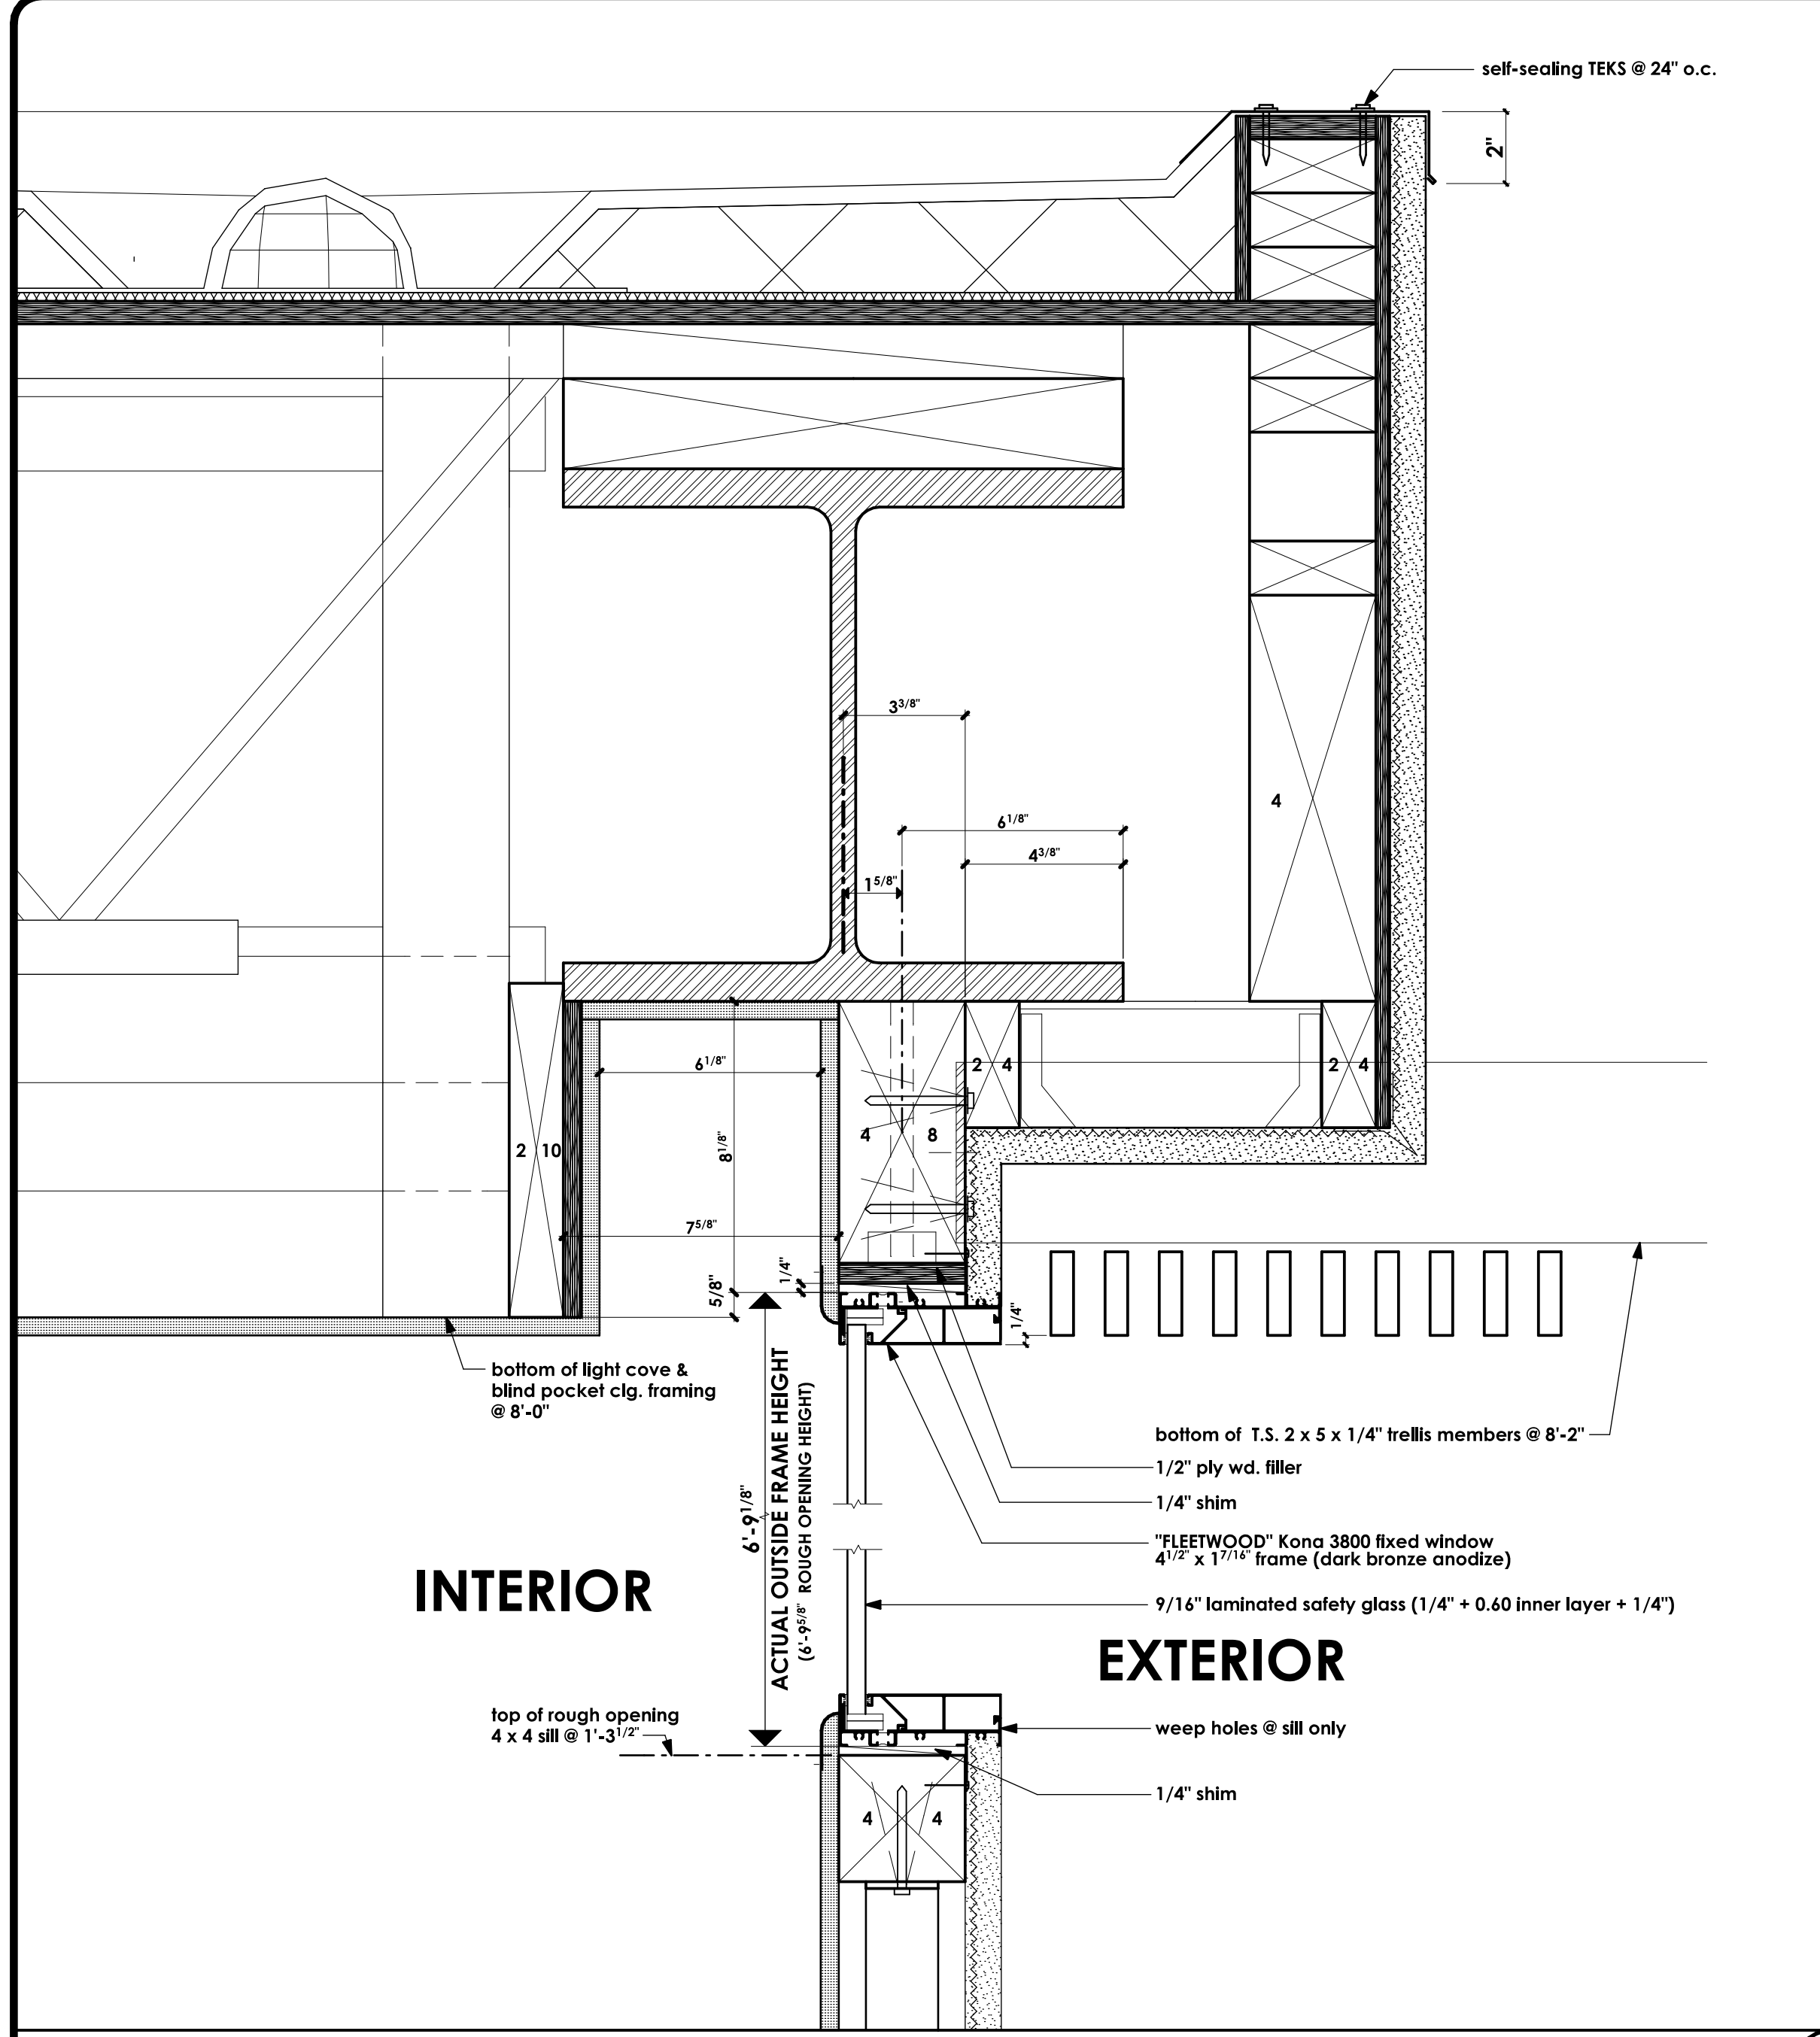 self-sealing TEKS @ 24" o.c.
2"
3 3/8"
4
6 1/8"
4 3/8"
1 5/8"
6 1/8"
2 4
2 4
4 8
2 10
8 1/8"
7 5/8"
1/4"
5/8"
1/4"
bottom of light cove &
blind pocket clg. framing
@ 8'-0"
6'-9 1/8"
ACTUAL OUTSIDE FRAME HEIGHT
(6'-9 5/8" ROUGH OPENING HEIGHT)
bottom of T.S. 2 x 5 x 1/4" trellis members @ 8'-2"
1/2" ply wd. filler
1/4" shim
"FLEETWOOD" Kona 3800 fixed window
4 1/2" x 1 7/16" frame (dark bronze anodize)
INTERIOR
9/16" laminated safety glass (1/4" + 0.60 inner layer + 1/4")
EXTERIOR
top of rough opening
4 x 4 sill @ 1'-3 1/2"
weep holes @ sill only
1/4" shim
4 4